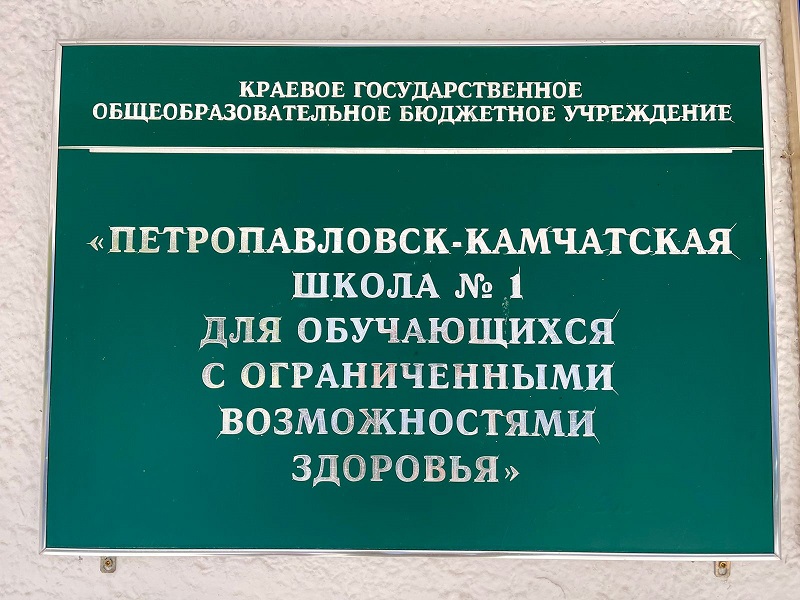 КРАЕВОЕ ГОСУДАРСТВЕННОЕ
ОБЩЕОБРАЗОВАТЕЛЬНОЕ БЮДЖЕТНОЕ УЧРЕЖДЕНИЕ
«ПЕТРОПАВЛОВСК-КАМЧАТСКАЯ
ШКОЛА № 1
ДЛЯ ОБУЧАЮЩИХСЯ
С ОГРАНИЧЕННЫМИ
ВОЗМОЖНОСТЯМИ
ЗДОРОВЬЯ»